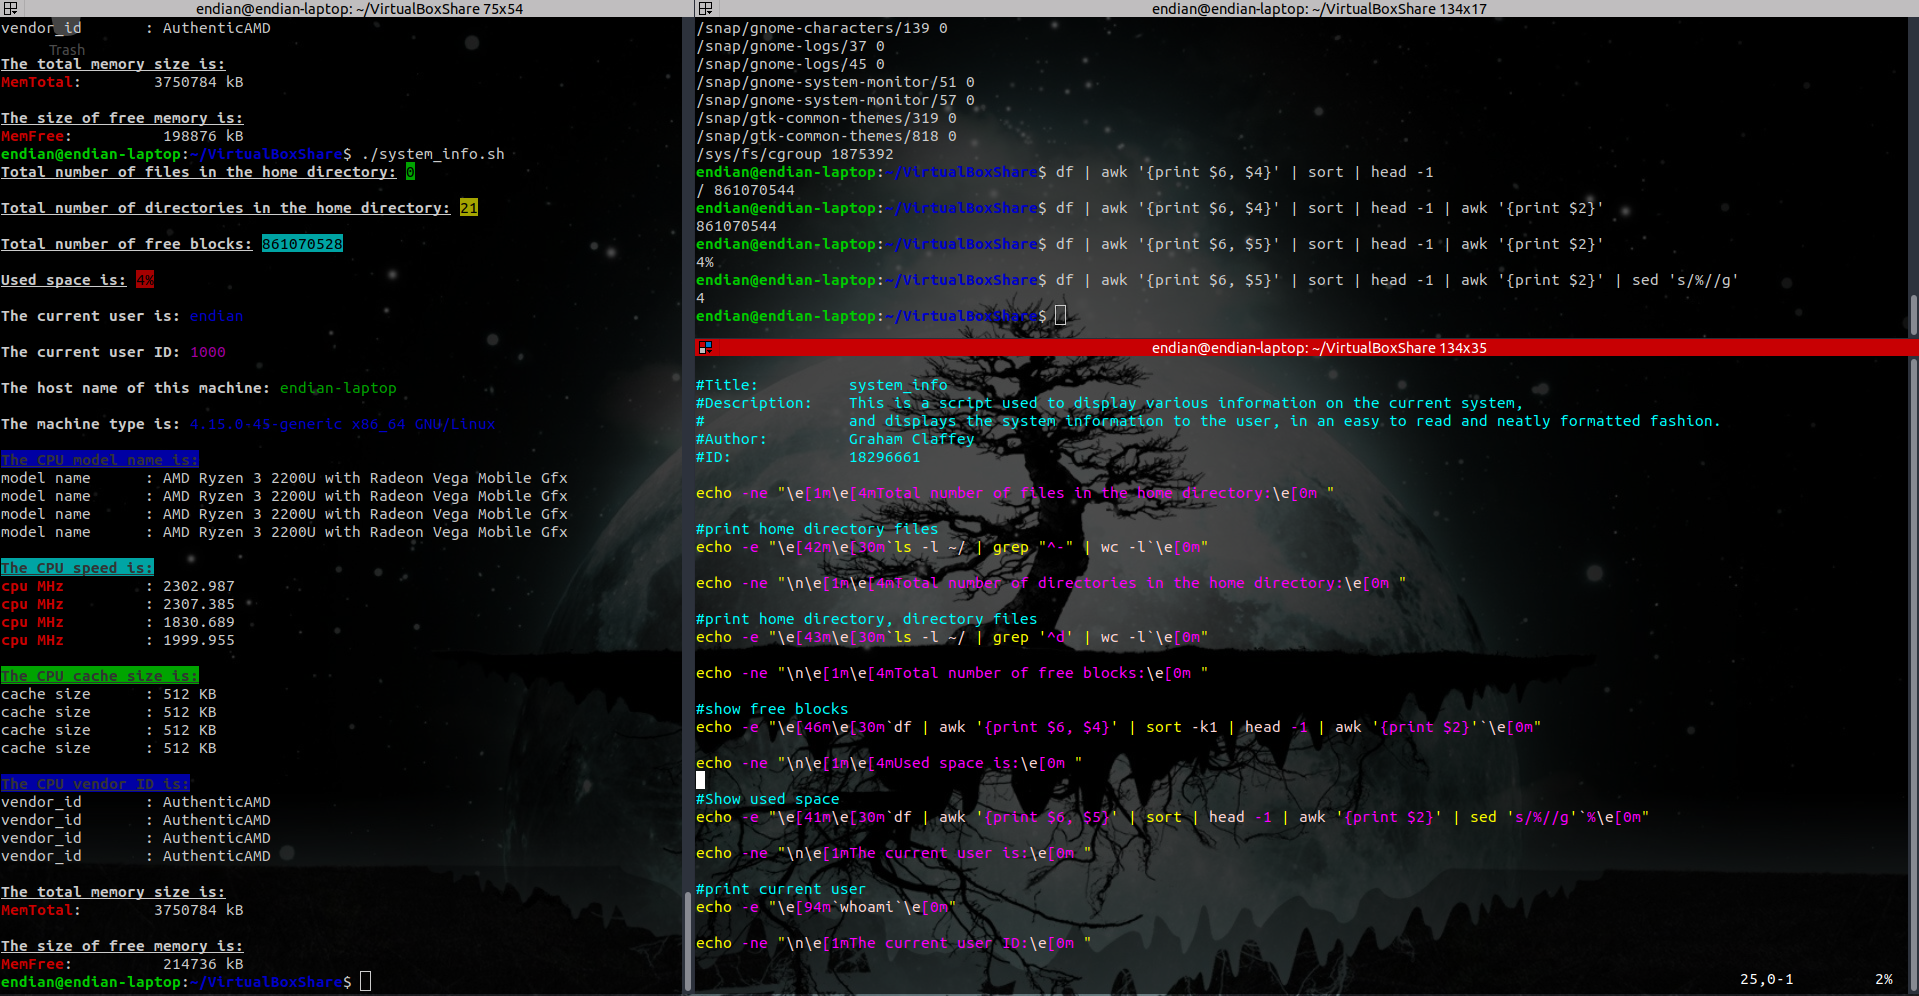 endian@endian-laptop: ~/VirtualBoxShare 75x54
vendor_id       : AuthenticAMD
Trash
The total memory size is:
MemTotal:        3750784 kB
The size of free memory is:
MemFree:          198876 kB
endian@endian-laptop:~/VirtualBoxShare$ ./system_info.sh
Total number of files in the home directory: 0
Total number of directories in the home directory: 21
Total number of free blocks: 861070528
Used space is: 4%
The current user is: endian
The current user ID: 1000
The host name of this machine: endian-laptop
The machine type is: 4.15.0-45-generic x86_64 GNU/Linux
The CPU model name is:
model name      : AMD Ryzen 3 2200U with Radeon Vega Mobile Gfx
model name      : AMD Ryzen 3 2200U with Radeon Vega Mobile Gfx
model name      : AMD Ryzen 3 2200U with Radeon Vega Mobile Gfx
model name      : AMD Ryzen 3 2200U with Radeon Vega Mobile Gfx
The CPU speed is:
cpu MHz         : 2302.987
cpu MHz         : 2307.385
cpu MHz         : 1830.689
cpu MHz         : 1999.955
The CPU cache size is:
cache size      : 512 KB
cache size      : 512 KB
cache size      : 512 KB
cache size      : 512 KB
The CPU vendor ID is:
vendor_id       : AuthenticAMD
vendor_id       : AuthenticAMD
vendor_id       : AuthenticAMD
vendor_id       : AuthenticAMD
The total memory size is:
MemTotal:        3750784 kB
The size of free memory is:
MemFree:          214736 kB
endian@endian-laptop:~/VirtualBoxShare$
endian@endian-laptop: ~/VirtualBoxShare 134x17
/snap/gnome-characters/139 0
/snap/gnome-logs/37 0
/snap/gnome-logs/45 0
/snap/gnome-system-monitor/51 0
/snap/gnome-system-monitor/57 0
/snap/gtk-common-themes/319 0
/snap/gtk-common-themes/818 0
/sys/fs/cgroup 1875392
endian@endian-laptop:~/VirtualBoxShare$ df | awk '{print $6, $4}' | sort | head -1
/ 861070544
endian@endian-laptop:~/VirtualBoxShare$ df | awk '{print $6, $4}' | sort | head -1 | awk '{print $2}'
861070544
endian@endian-laptop:~/VirtualBoxShare$ df | awk '{print $6, $5}' | sort | head -1 | awk '{print $2}'
4%
endian@endian-laptop:~/VirtualBoxShare$ df | awk '{print $6, $5}' | sort | head -1 | awk '{print $2}' | sed 's/%//g'
4
endian@endian-laptop:~/VirtualBoxShare$
endian@endian-laptop: ~/VirtualBoxShare 134x35
#Title:          system_info
#Description:    This is a script used to display various information on the current system,
#                and displays the system information to the user, in an easy to read and neatly formatted fashion.
#Author:         Graham Claffey
#ID:             18296661
echo -ne "\e[1m\e[4mTotal number of files in the home directory:\e[0m "
#print home directory files
echo -e "\e[42m\e[30m`ls -l ~/ | grep "^-" | wc -l`\e[0m"
echo -ne "\n\e[1m\e[4mTotal number of directories in the home directory:\e[0m "
#print home directory, directory files
echo -e "\e[43m\e[30m`ls -l ~/ | grep '^d' | wc -l`\e[0m"
echo -ne "\n\e[1m\e[4mTotal number of free blocks:\e[0m "
#show free blocks
echo -e "\e[46m\e[30m`df | awk '{print $6, $4}' | sort -k1 | head -1 | awk '{print $2}'`\e[0m"
echo -ne "\n\e[1m\e[4mUsed space is:\e[0m "
#Show used space
echo -e "\e[41m\e[30m`df | awk '{print $6, $5}' | sort | head -1 | awk '{print $2}' | sed 's/%//g'`%\e[0m"
echo -ne "\n\e[1mThe current user is:\e[0m "
#print current user
echo -e "\e[94m`whoami`\e[0m"
echo -ne "\n\e[1mThe current user ID:\e[0m "
25,0-1         2%